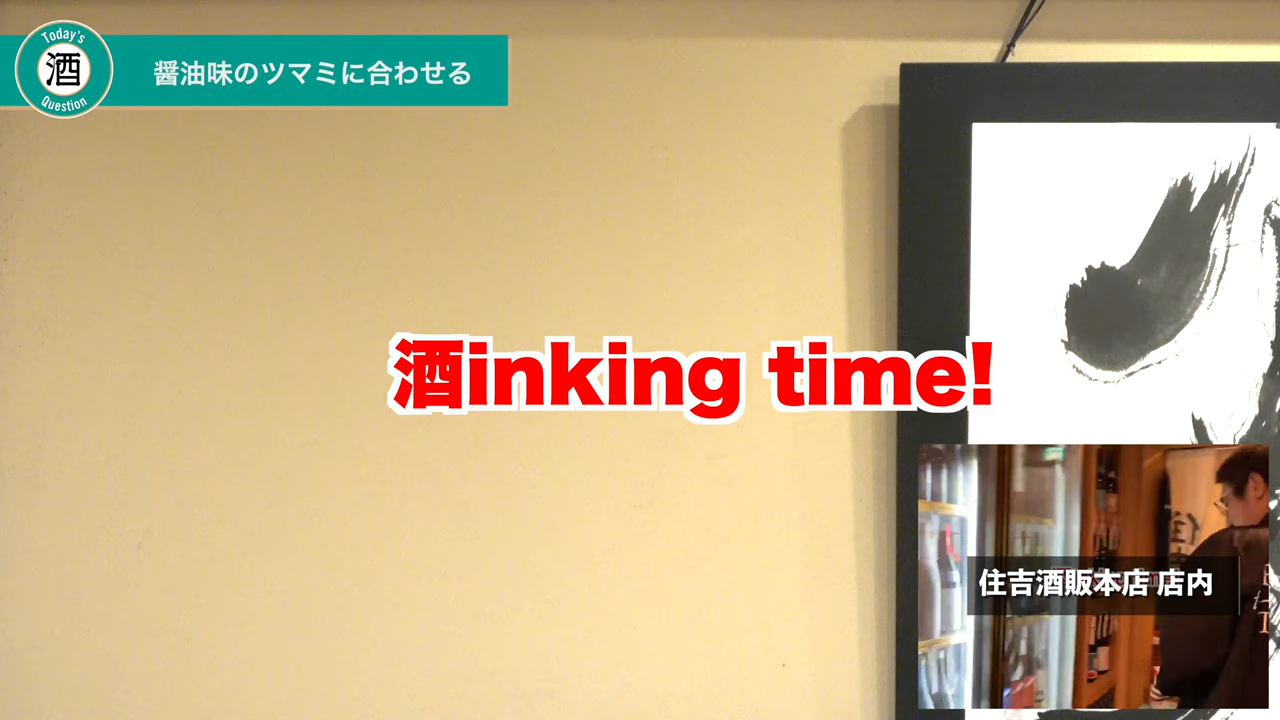 Today's
酒
Question
醤油味のツマミに合わせる
酒inking time!
住吉酒販本店 店内